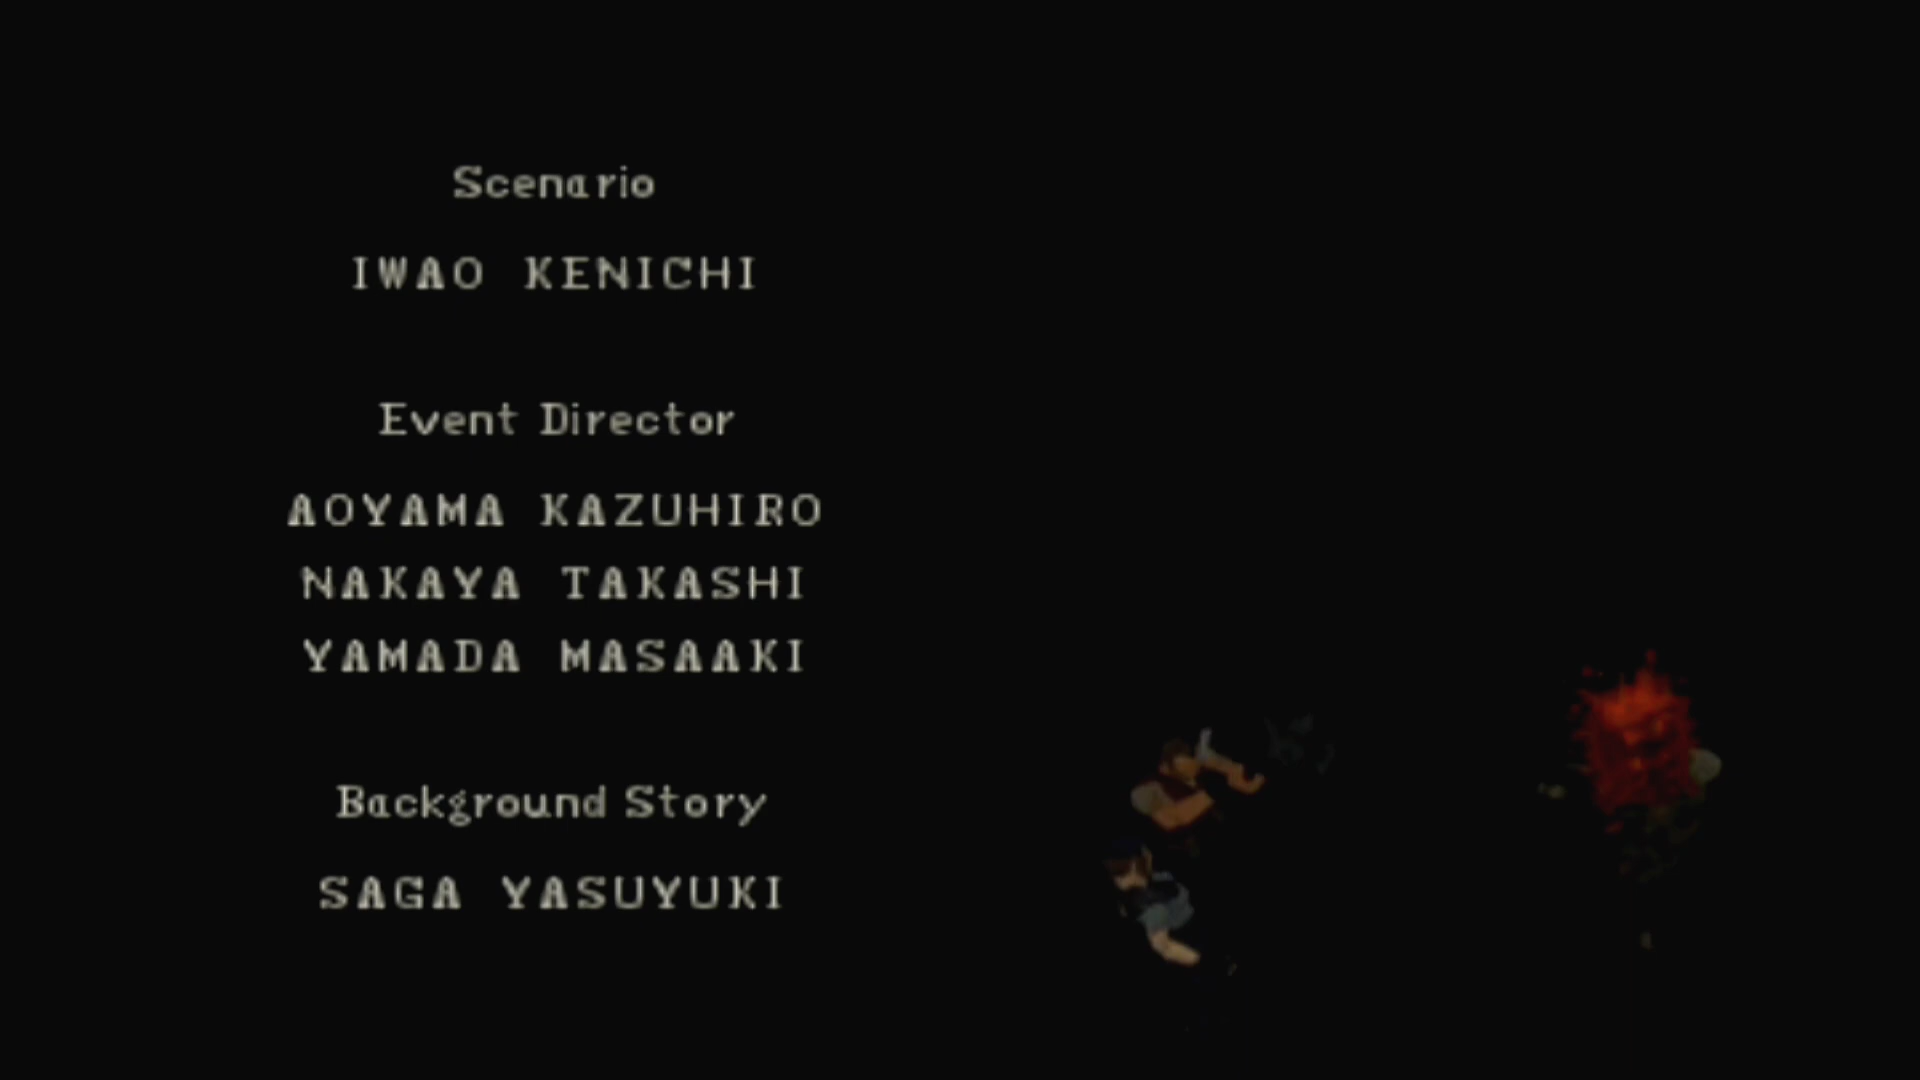 Scenario
IWAO KENICHI
Event Director
AOYAMA KAZUHIRO
NAKAYA TAKASHI
YAMADA MASAAKI
Background Story
SAGA YASUYUKI